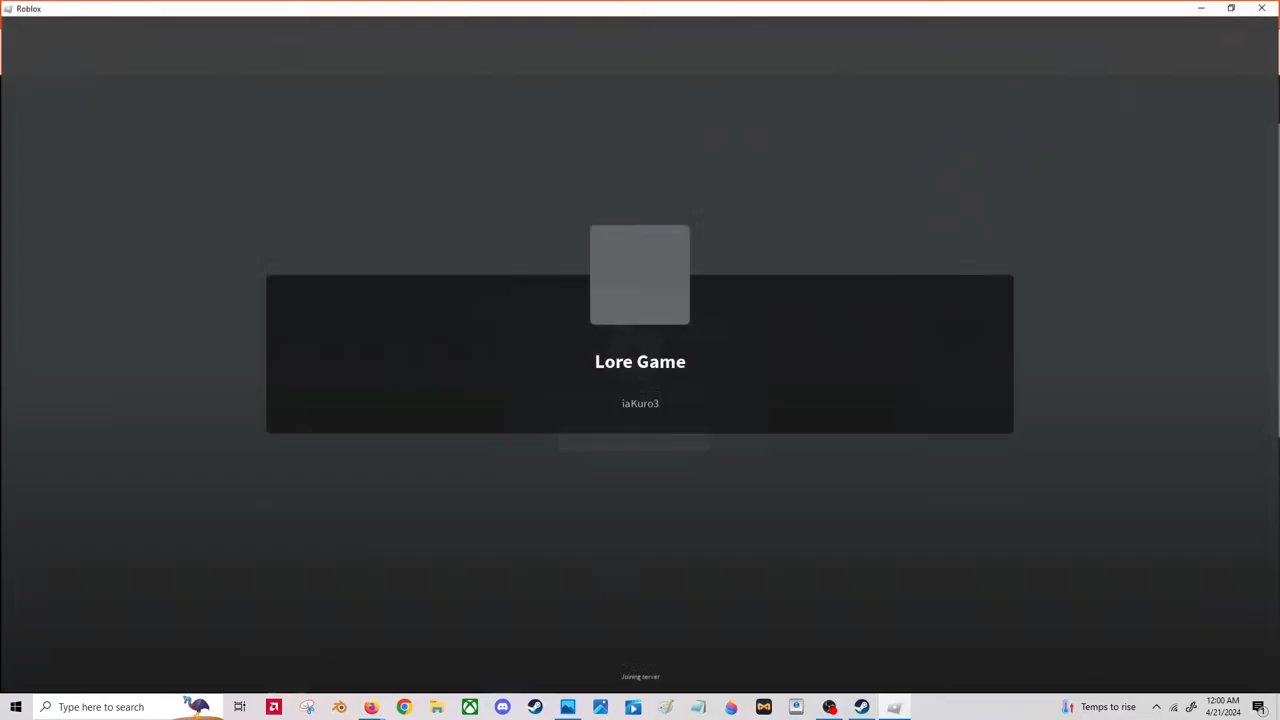 Roblox
Lore Game
iaKuro3
Joining server
Type here to search
Temps to rise
12:00 AM
4/21/2024